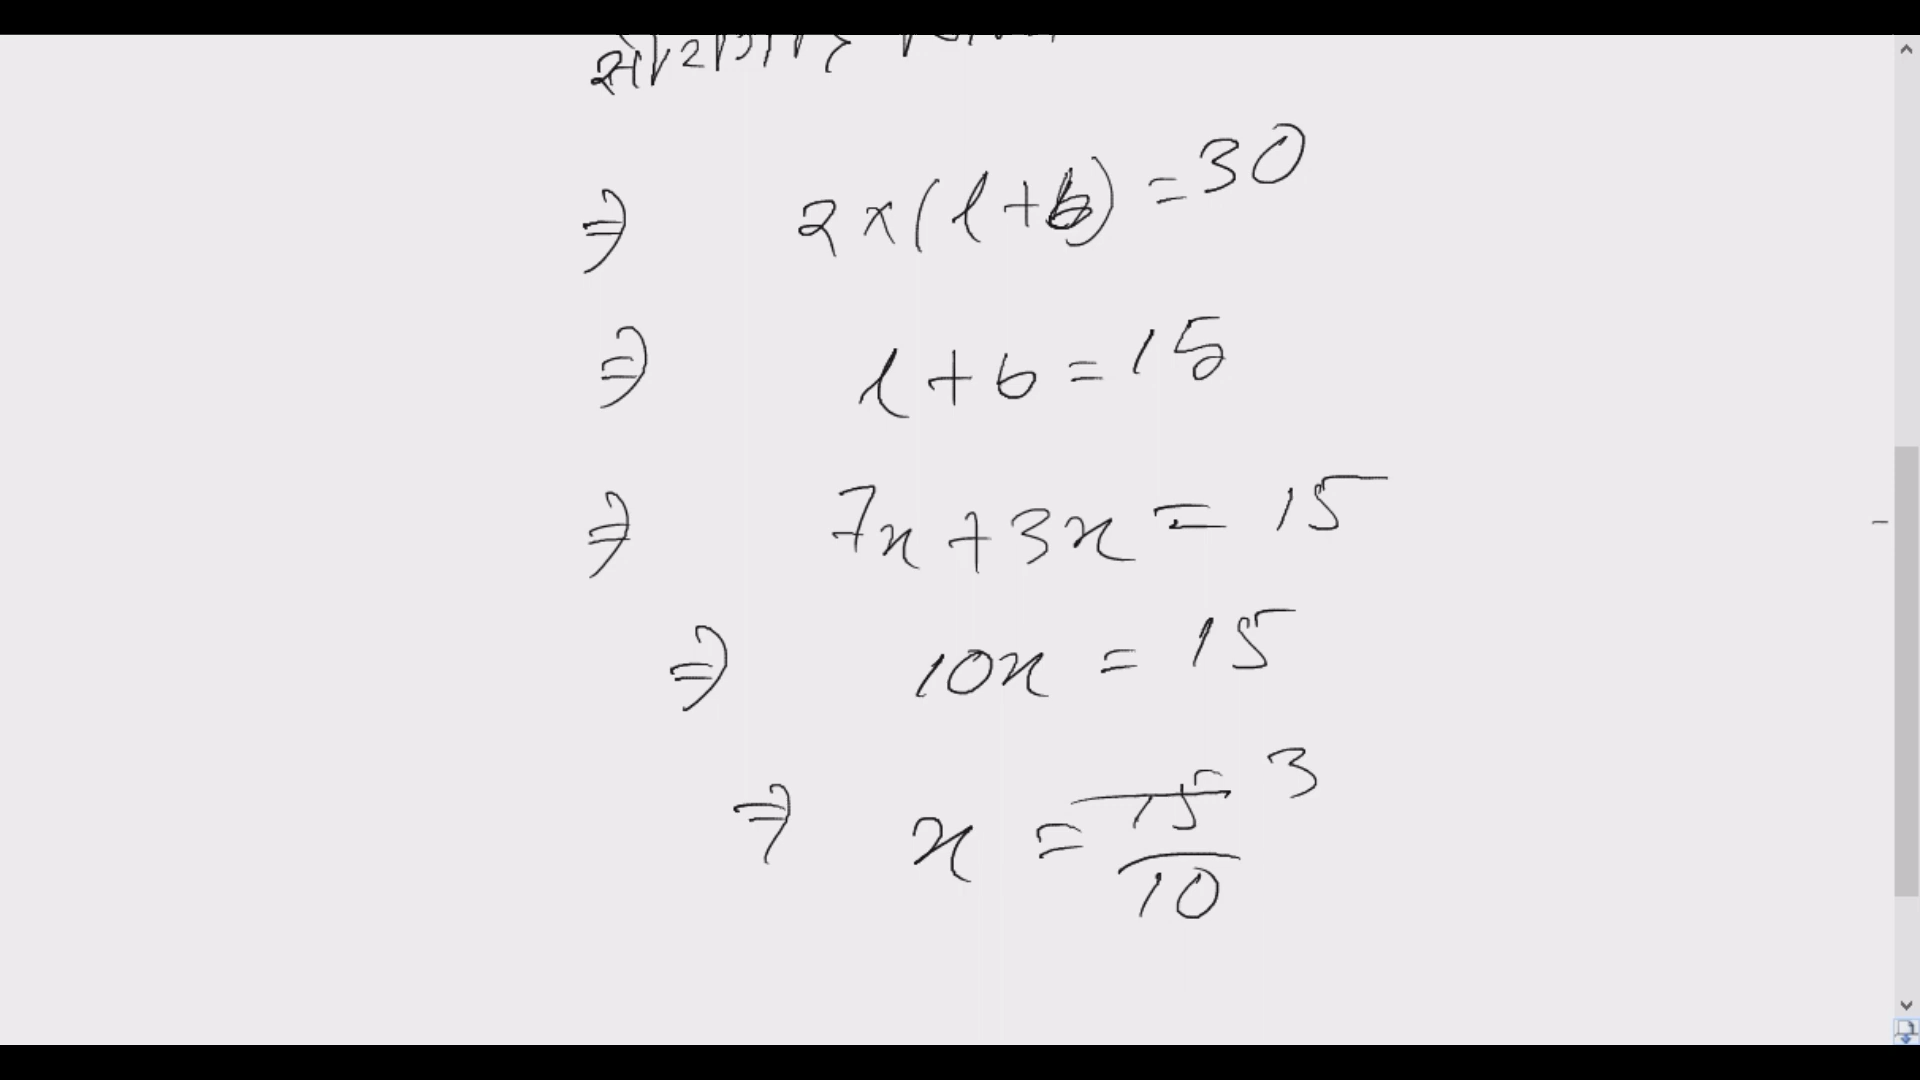 ⇒ 2×(l+b) = 30
⇒ l+b = 15
⇒ 7x+3x = 15
⇒ 10x = 15
⇒ x = 15/10 3